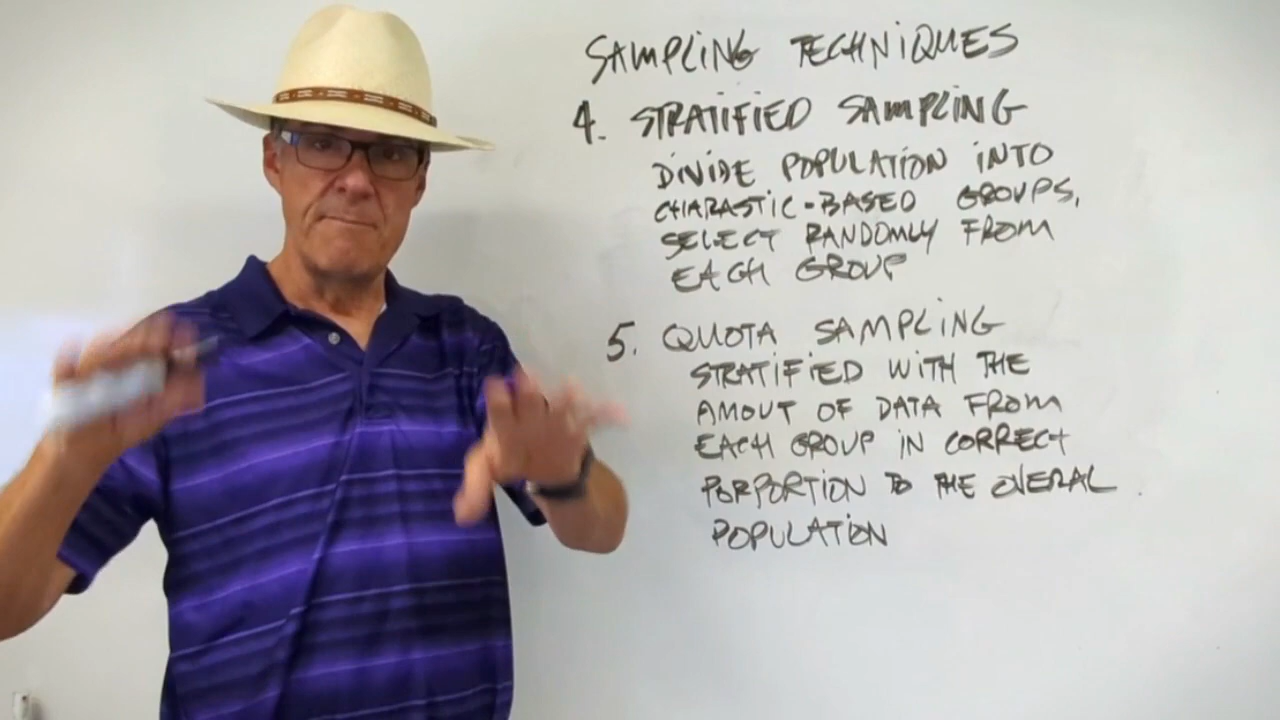 SAMPLING TECHNIQUES
4. STRATIFIED SAMPLING
DIVIDE POPULATION INTO
CHARASTIC-BASED GROUPS,
SELECT RANDOMLY FROM
EACH GROUP
5. QUOTA SAMPLING
STRATIFIED WITH THE
AMOUT OF DATA FROM
EACH GROUP IN CORRECT
PORPORTION TO THE OVERAL
POPULATION